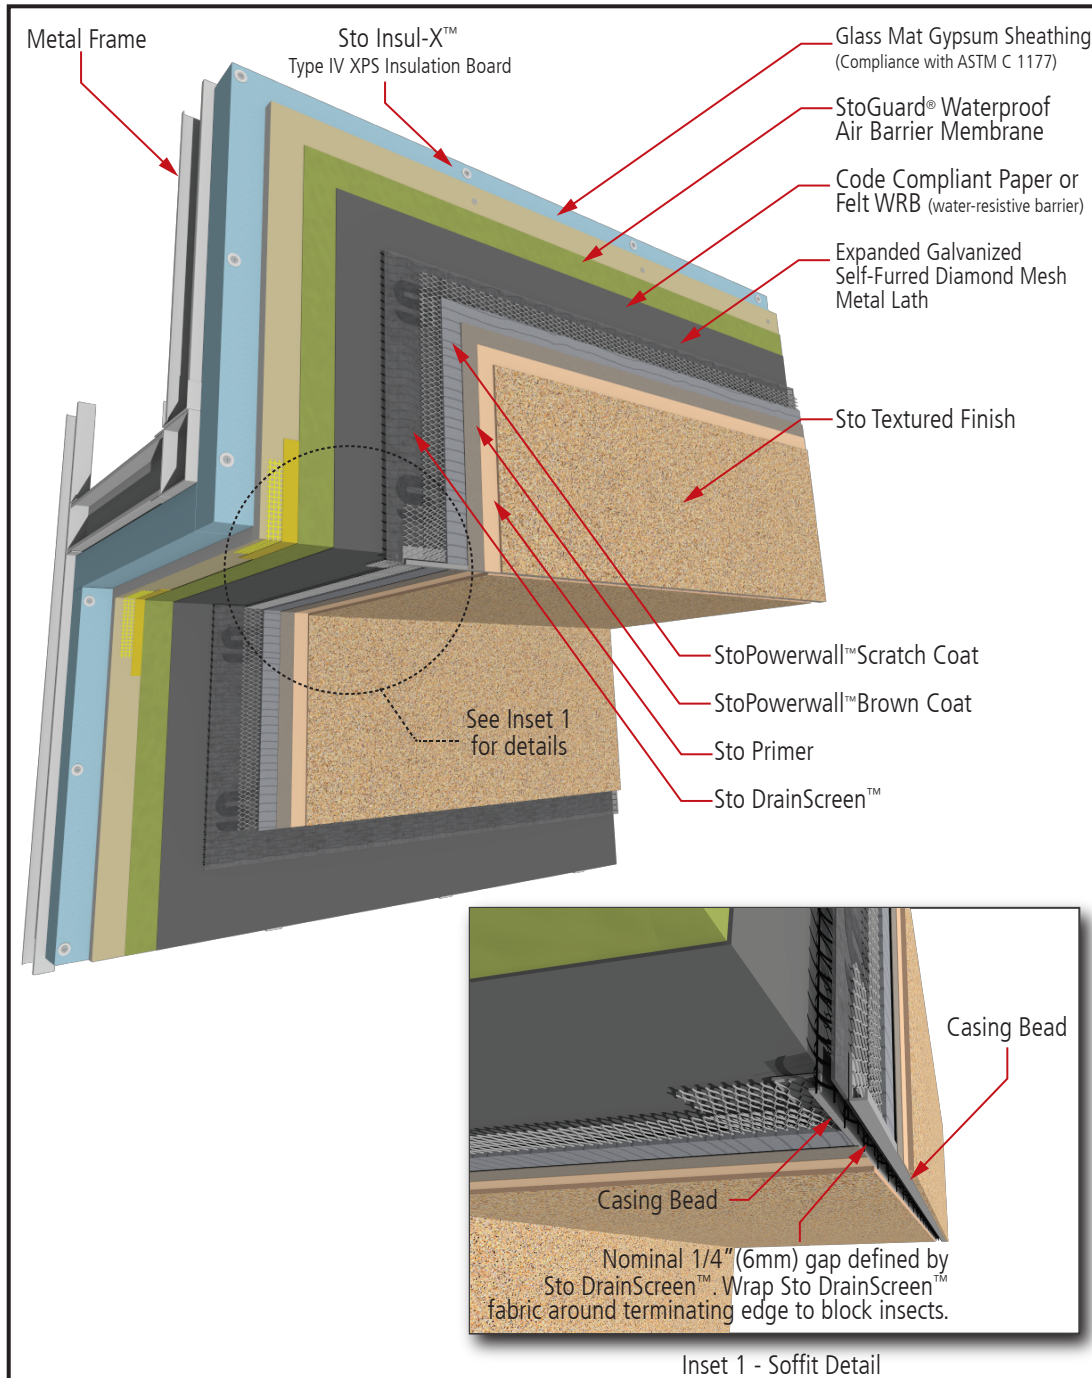 Metal Frame
Sto Insul-X™
Type IV XPS Insulation Board
Glass Mat Gypsum Sheathing
(Compliance with ASTM C 1177)
StoGuard® Waterproof
Air Barrier Membrane
Code Compliant Paper or
Felt WRB (water-resistive barrier)
Expanded Galvanized
Self-Furred Diamond Mesh
Metal Lath
Sto Textured Finish
StoPowerwall™Scratch Coat
StoPowerwall™Brown Coat
Sto Primer
Sto DrainScreen™
See Inset 1
for details
Casing Bead
Casing Bead
Nominal 1/4” (6mm) gap defined by
Sto DrainScreen™. Wrap Sto DrainScreen™
fabric around terminating edge to block insects.
Inset 1 - Soffit Detail